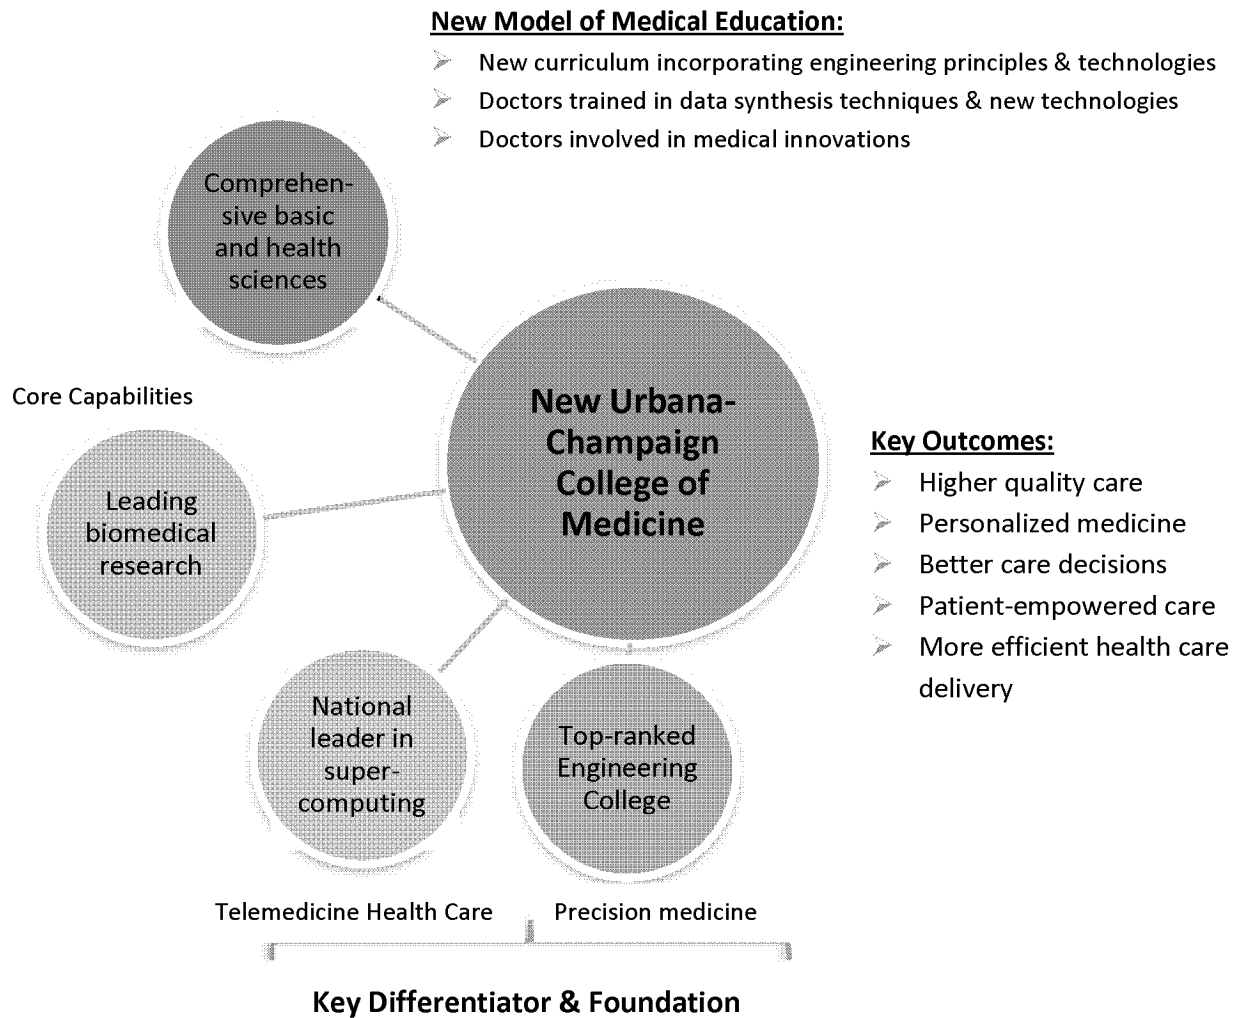 New Model of Medical Education:
New curriculum incorporating engineering principles & technologies
Doctors trained in data synthesis techniques & new technologies
Doctors involved in medical innovations
Comprehen-
sive basic
and health
sciences
Core Capabilities
Leading
biomedical
research
New Urbana-
Champaign
College of
Medicine
Key Outcomes:
Higher quality care
Personalized medicine
Better care decisions
Patient-empowered care
More efficient health care
delivery
National
leader in
super-
computing
Top-ranked
Engineering
College
Telemedicine Health Care
Precision medicine
Key Differentiator & Foundation